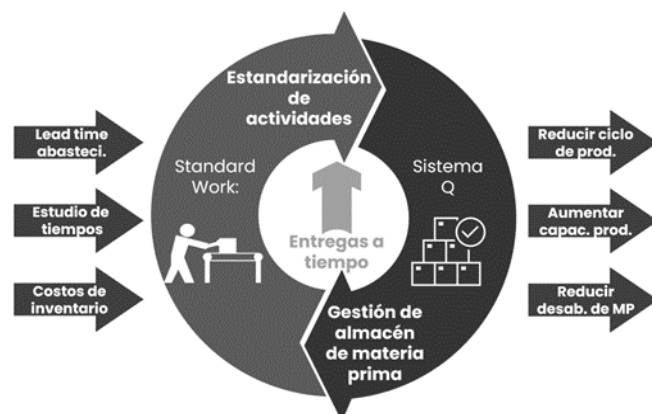 Estandarización
de
actividades
Lead time
abasteci.
Estudio de
tiempos
Costos de
inventario
Standard
Work:
Entregas a
tiempo
Sistema
Q
Gestión de
almacén
de materia
prima
Reducir ciclo
de prod.
Aumentar
capac. prod.
Reducir
desab. de MP